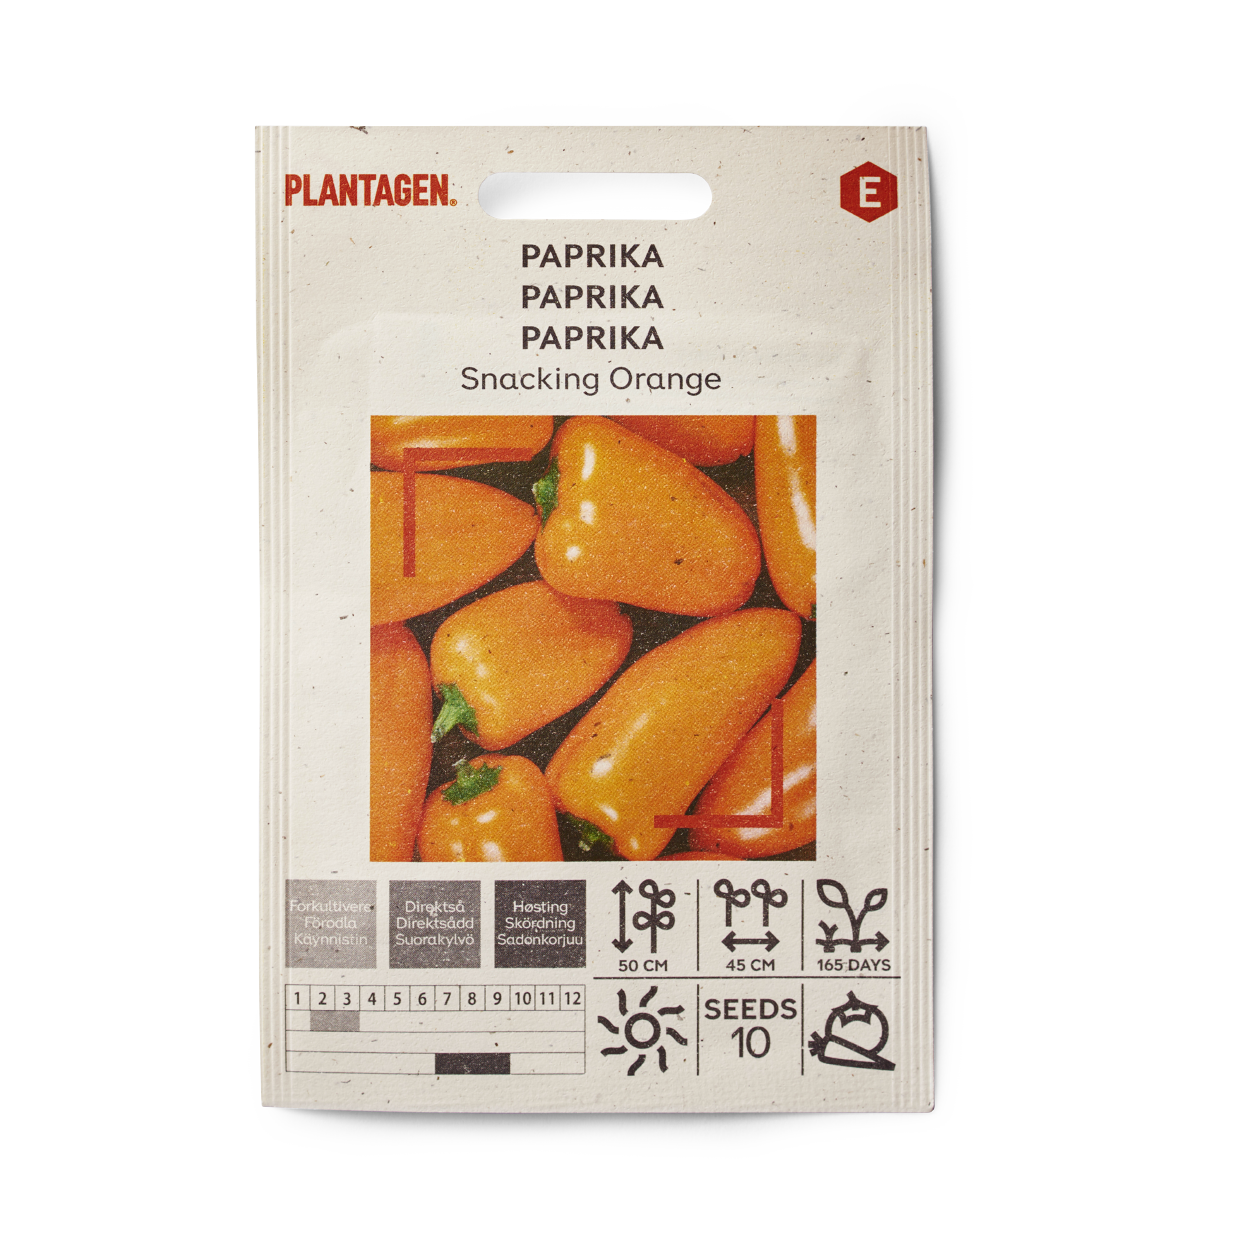 PLANTAGEN®
E
PAPRIKA
PAPRIKA
PAPRIKA
Snacking Orange
Forkultivere
Förodla
Käynnistin
Direktså
Direktsådd
Suorakylvö
Høsting
Skördning
Sadonkorjuu
50 CM
45 CM
165 DAYS
1 2 3 4 5 6 7 8 9 10 11 12
SEEDS
10